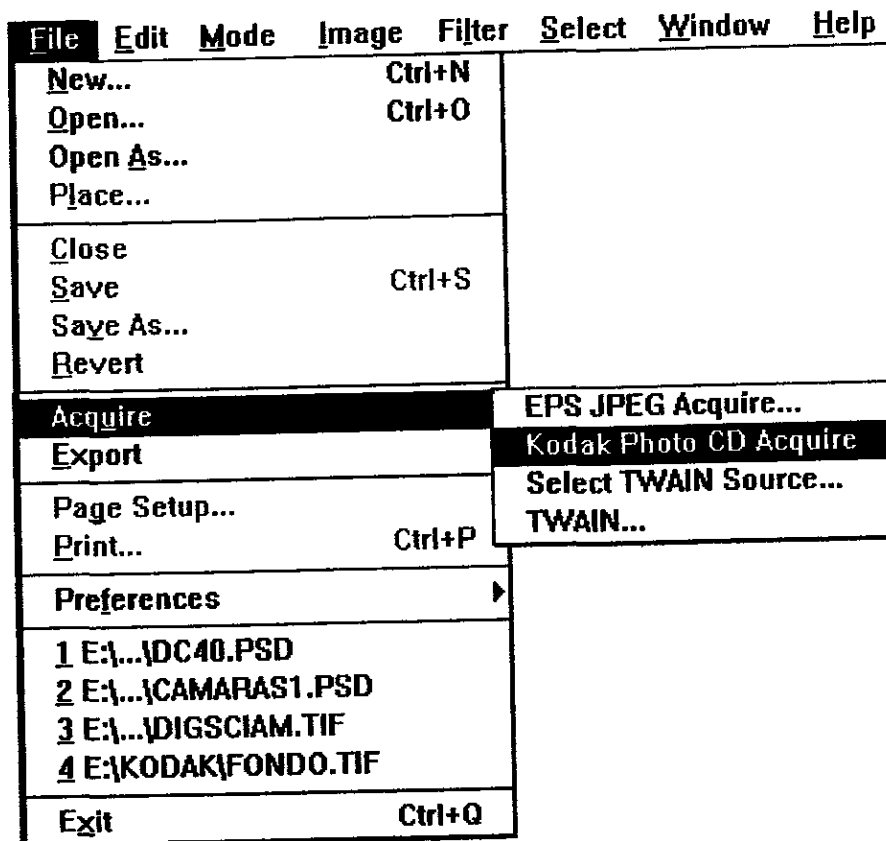 File Edit Mode Image Filter Select Window Help
New... Ctrl+N
Open... Ctrl+O
Open As...
Place...
Close
Save Ctrl+S
Save As...
Revert
Acquire
Export
Page Setup...
Print... Ctrl+P
Preferences
1 E:\...\DC40.PSD
2 E:\...\CAMARAS1.PSD
3 E:\...\DIGSCIAM.TIF
4 E:\KODAK\FONDO.TIF
Exit Ctrl+Q
EPS JPEG Acquire...
Kodak Photo CD Acquire
Select TWAIN Source...
TWAIN...